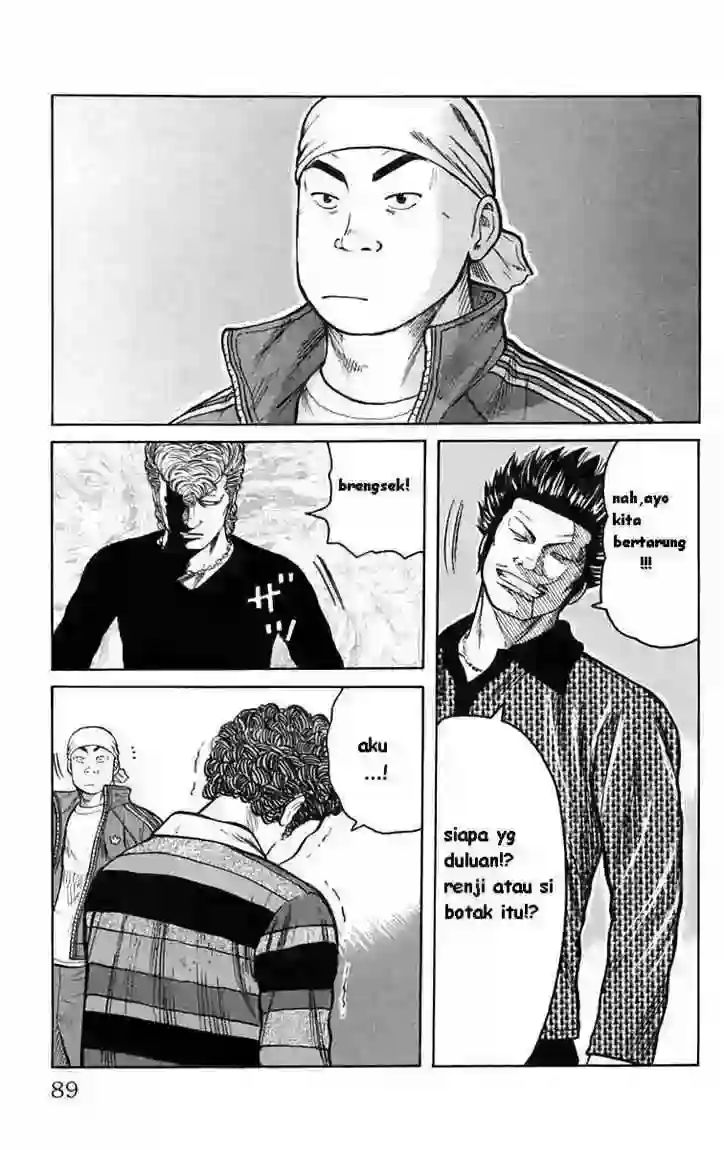 nah,ayo
kita
bertarung
!!!
siapa yg
duluan!?
renji atau si
botak itu!?
brengsek!
ザッ
aku
...!
89